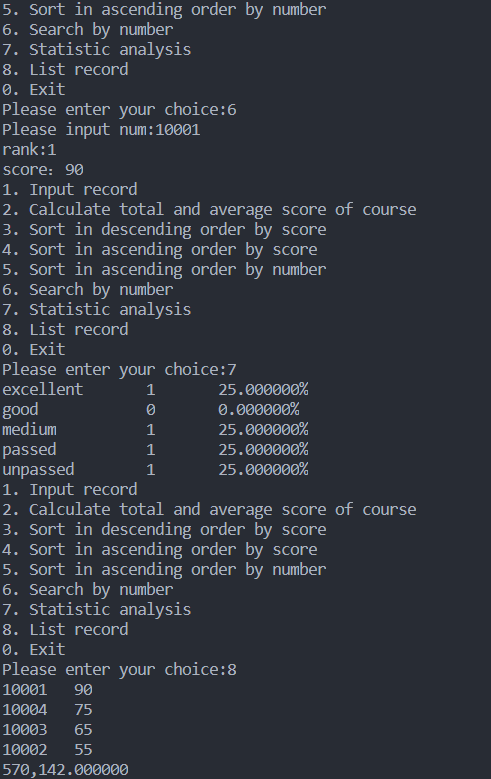 5. Sort in ascending order by number
6. Search by number
7. Statistic analysis
8. List record
0. Exit
Please enter your choice:6
Please input num:10001
rank:1
score: 90
1. Input record
2. Calculate total and average score of course
3. Sort in descending order by score
4. Sort in ascending order by score
5. Sort in ascending order by number
6. Search by number
7. Statistic analysis
8. List record
0. Exit
Please enter your choice:7
excellent 1 25.000000%
good 0 0.000000%
medium 1 25.000000%
passed 1 25.000000%
unpassed 1 25.000000%
1. Input record
2. Calculate total and average score of course
3. Sort in descending order by score
4. Sort in ascending order by score
5. Sort in ascending order by number
6. Search by number
7. Statistic analysis
8. List record
0. Exit
Please enter your choice:8
10001 90
10004 75
10003 65
10002 55
570,142.000000